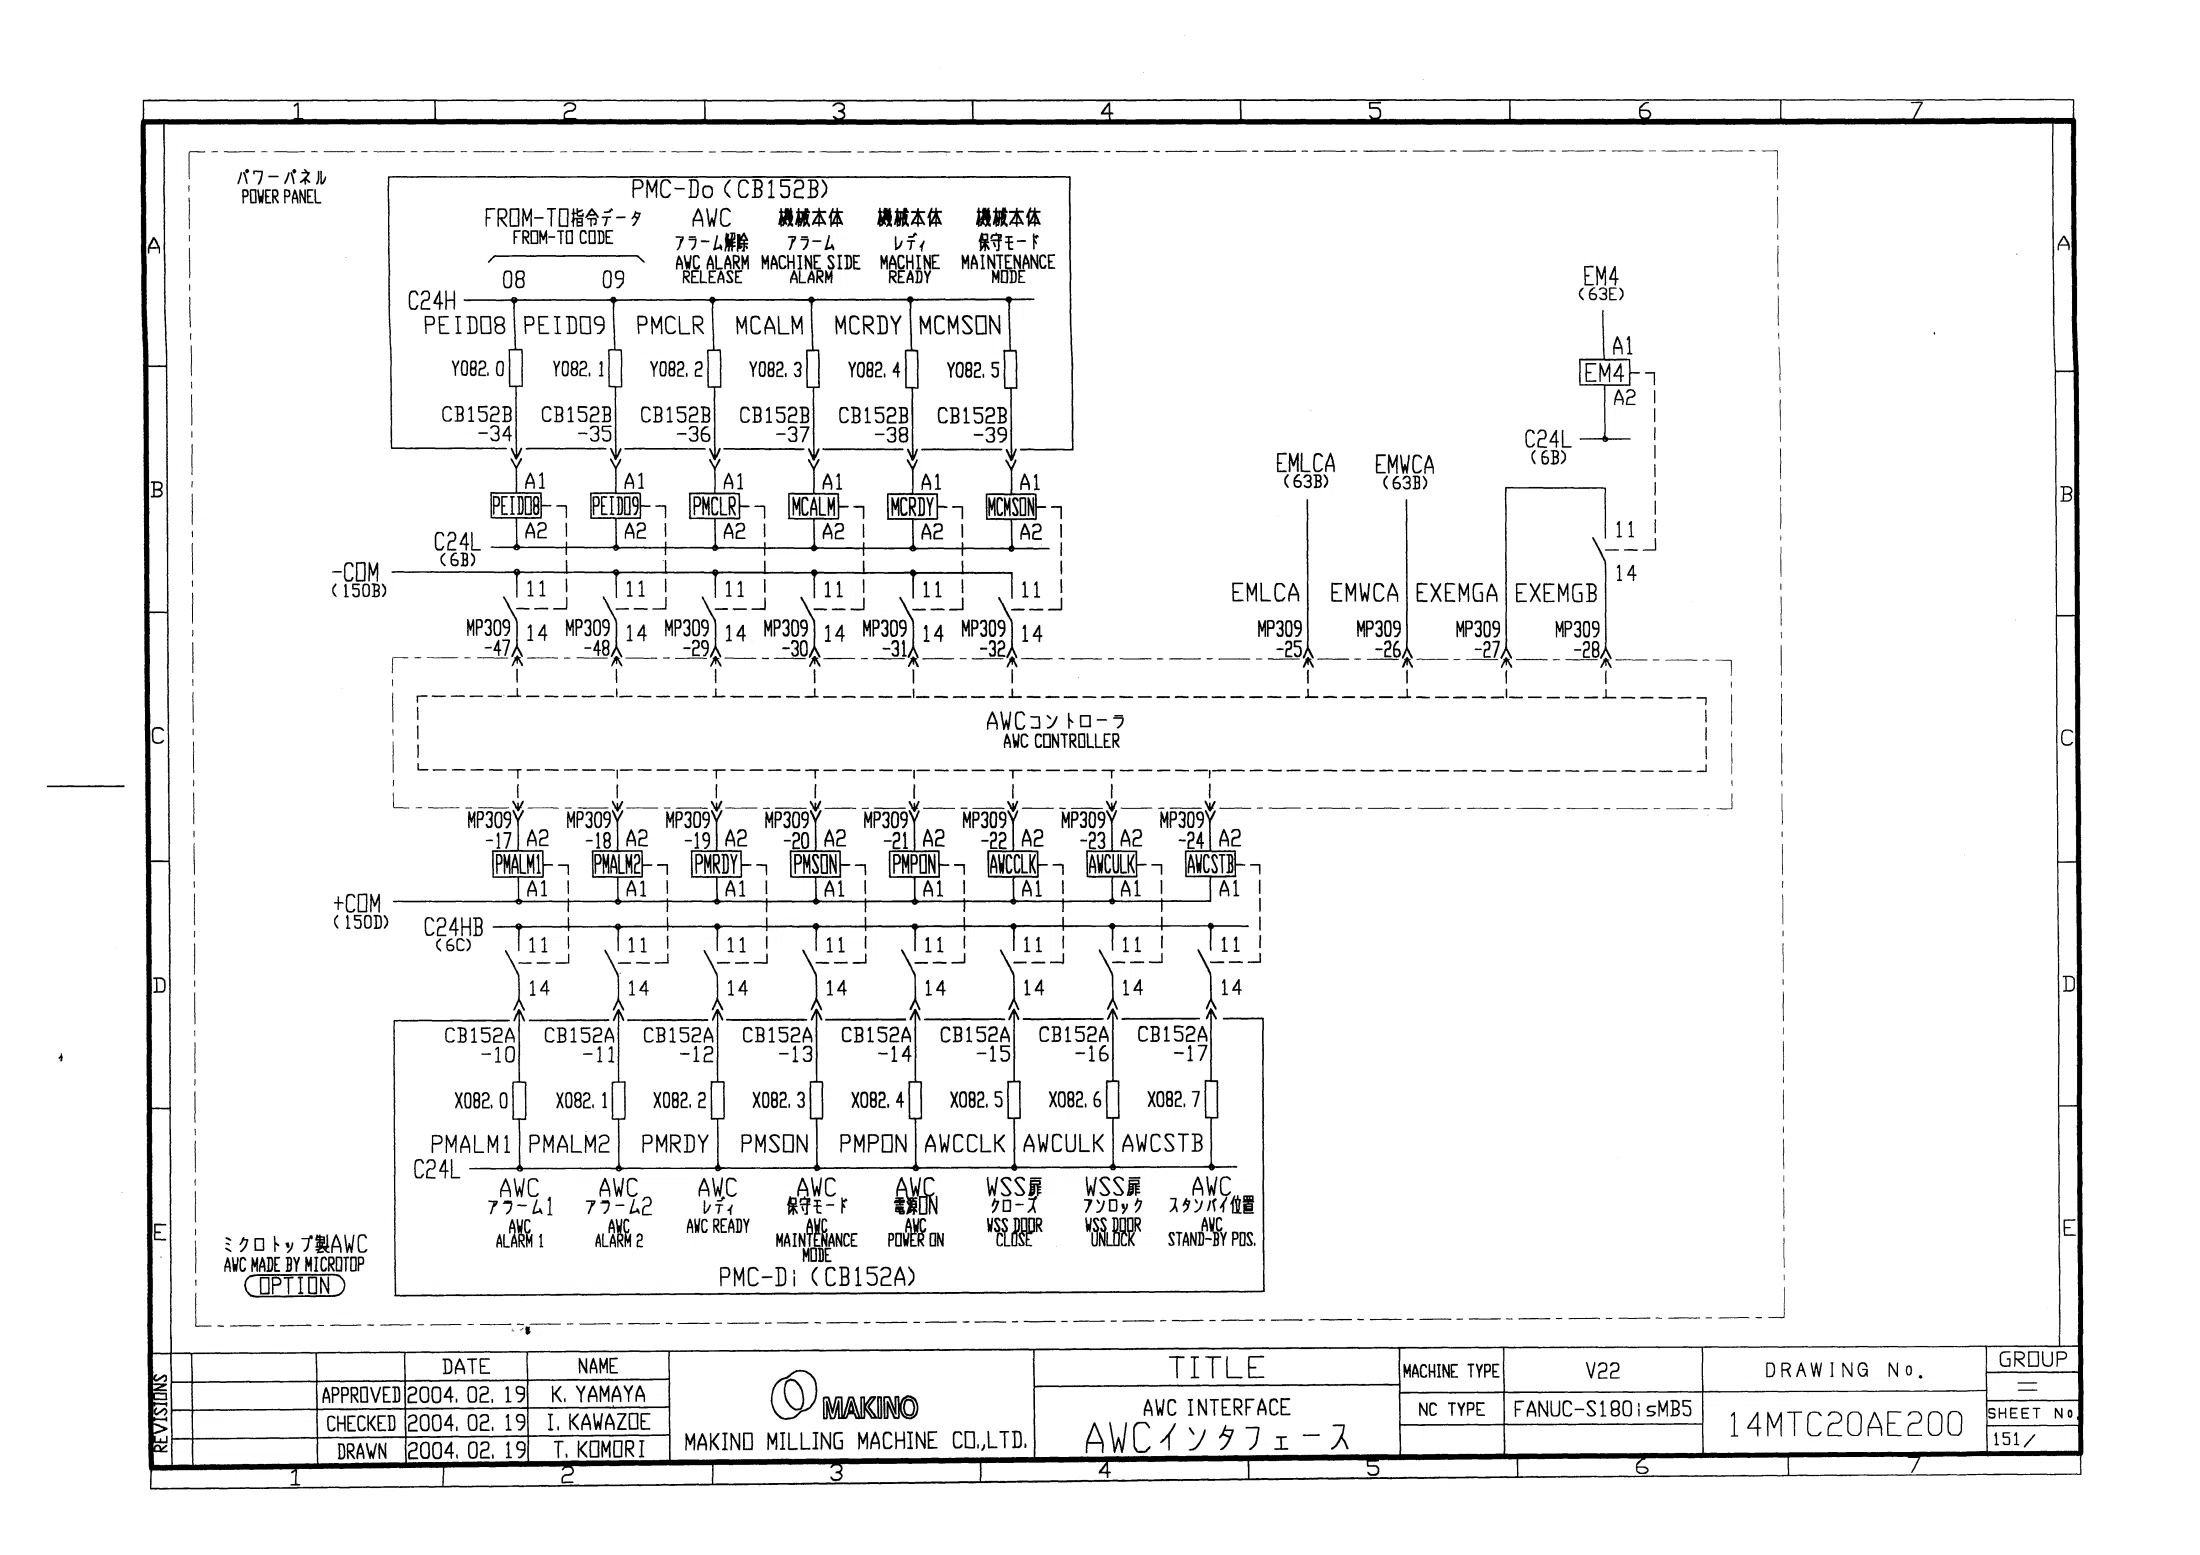 1 2 3 4 5 6 7
A
B
C
D
E
パワーパネル
POWER PANEL
PMC-Do (CB152B)
FROM-TO指令データ
FROM-TO CODE
08 09
AWC
アラーム解除
AWC ALARM
RELEASE
機械本体
アラーム
MACHINE SIDE
ALARM
機械本体
レディ
MACHINE
READY
機械本体
保守モード
MAINTENANCE
MODE
C24H
PEIDO8 PEIDO9 PMCLR MCALM MCRDY MCMSON
Y082.0 Y082.1 Y082.2 Y082.3 Y082.4 Y082.5
CB152B CB152B CB152B CB152B CB152B CB152B
-34 -35 -36 -37 -38 -39
A1 A1 A1 A1 A1 A1
PEIDO8 PEIDO9 PMCLR MCALM MCRDY MCMSON
A2 A2 A2 A2 A2 A2
C24L
(6B)
-COM
(150B)
11 11 11 11 11 11
14 14 14 14 14 14
MP309 MP309 MP309 MP309 MP309 MP309
-47 -48 -29 -30 -31 -32
EM4
(63E)
A1
EM4
A2
C24L
(6B)
EMLCA
(63B)
EMWCA
(63B)
11
14
EMLCA EMWCA EXEMGA EXEMGB
MP309 MP309 MP309 MP309
-25 -26 -27 -28
AWCコントローラ
AWC CONTROLLER
MP309 MP309 MP309 MP309 MP309 MP309 MP309 MP309
-17 -18 -19 -20 -21 -22 -23 -24
A2 A2 A2 A2 A2 A2 A2 A2
PMALM1 PMALM2 PMRDY PMSON PMPON AWCCLK AWCULK AWCSTB
A1 A1 A1 A1 A1 A1 A1 A1
+COM
(150D)
C24HB
(6C)
11 11 11 11 11 11 11 11
14 14 14 14 14 14 14 14
CB152A CB152A CB152A CB152A CB152A CB152A CB152A CB152A
-10 -11 -12 -13 -14 -15 -16 -17
X082.0 X082.1 X082.2 X082.3 X082.4 X082.5 X082.6 X082.7
PMALM1 PMALM2 PMRDY PMSON PMPON AWCCLK AWCULK AWCSTB
C24L
AWC
アラーム1
AWC
ALARM 1
AWC
アラーム2
AWC
ALARM 2
AWC
レディ
AWC READY
AWC
保守モード
AWC
MAINTENANCE
MODE
AWC
電源ON
AWC
POWER ON
WSS扉
クローズ
WSS DOOR
CLOSE
WSS扉
アンロック
WSS DOOR
UNLOCK
AWC
スタンバイ位置
AWC
STAND-BY POS.
PMC-Di (CB152A)
ミクロトップ製AWC
AWC MADE BY MICROTOP
OPTION
A
B
C
D
E
REVISIONS
DATE NAME
APPROVED 2004.02.19 K. YAMAYA
CHECKED 2004.02.19 I. KAWAZOE
DRAWN 2004.02.19 T. KOMORI
MAKINO
MAKINO MILLING MACHINE CO.,LTD.
TITLE
AWC INTERFACE
AWCインタフェース
MACHINE TYPE V22
NC TYPE FANUC-S180isMB5
DRAWING No.
14MTC20AE200
GROUP
=
SHEET No.
151/
1 2 3 4 5 6 7